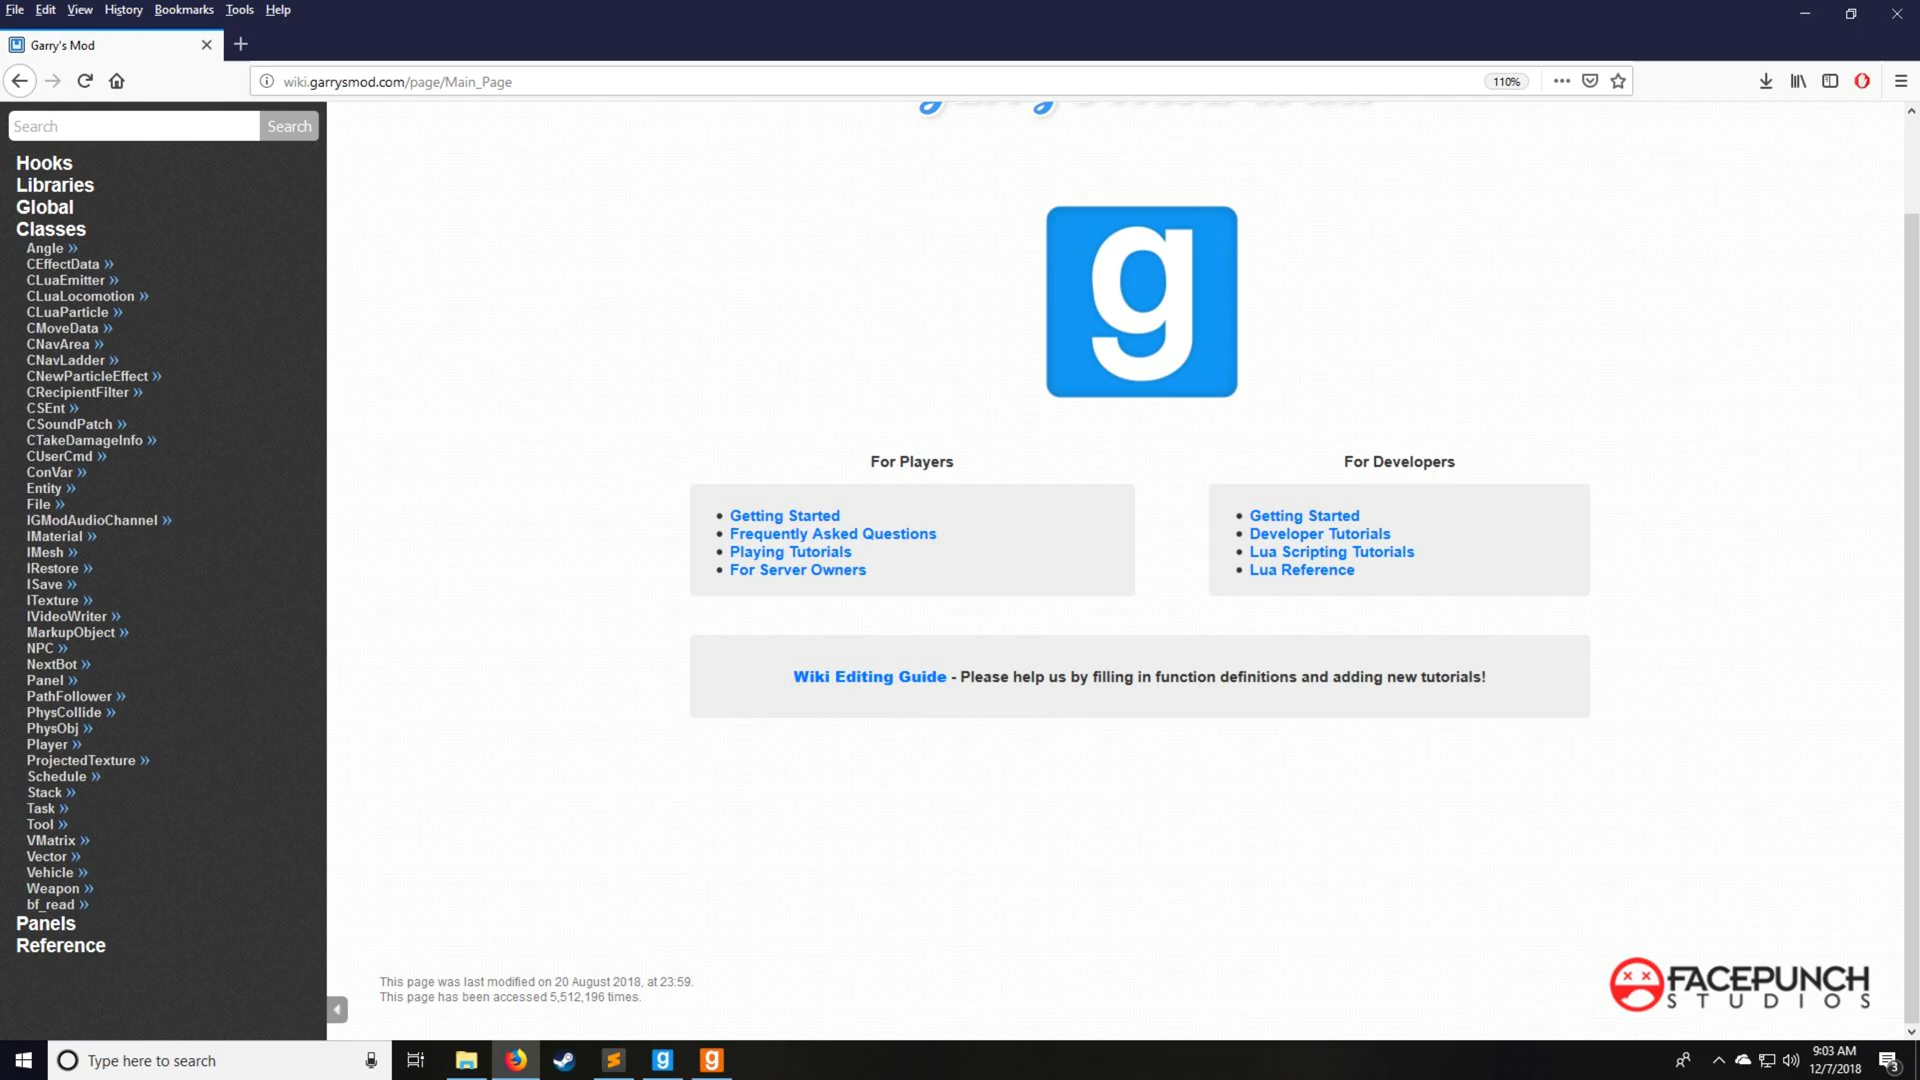 File Edit View History Bookmarks Tools Help
Garry's Mod
wiki.garrysmod.com/page/Main_Page
110%
Search Search
Hooks
Libraries
Global
Classes
Angle »
CEffectData »
CLuaEmitter »
CLuaLocomotion »
CLuaParticle »
CMoveData »
CNavArea »
CNavLadder »
CNewParticleEffect »
CRecipientFilter »
CSEnt »
CSoundPatch »
CTakeDamageInfo »
CUserCmd »
ConVar »
Entity »
File »
IGModAudioChannel »
IMaterial »
IMesh »
IRestore »
ISave »
ITexture »
IVideoWriter »
MarkupObject »
NPC »
NextBot »
Panel »
PathFollower »
PhysCollide »
PhysObj »
Player »
ProjectedTexture »
Schedule »
Stack »
Task »
Tool »
VMatrix »
Vector »
Vehicle »
Weapon »
bf_read »
Panels
Reference
g
For Players
Getting Started
Frequently Asked Questions
Playing Tutorials
For Server Owners
For Developers
Getting Started
Developer Tutorials
Lua Scripting Tutorials
Lua Reference
Wiki Editing Guide - Please help us by filling in function definitions and adding new tutorials!
This page was last modified on 20 August 2018, at 23:59.
This page has been accessed 5,512,196 times.
FACEPUNCH
STUDIOS
Type here to search
g
g
9:03 AM
12/7/2018
3